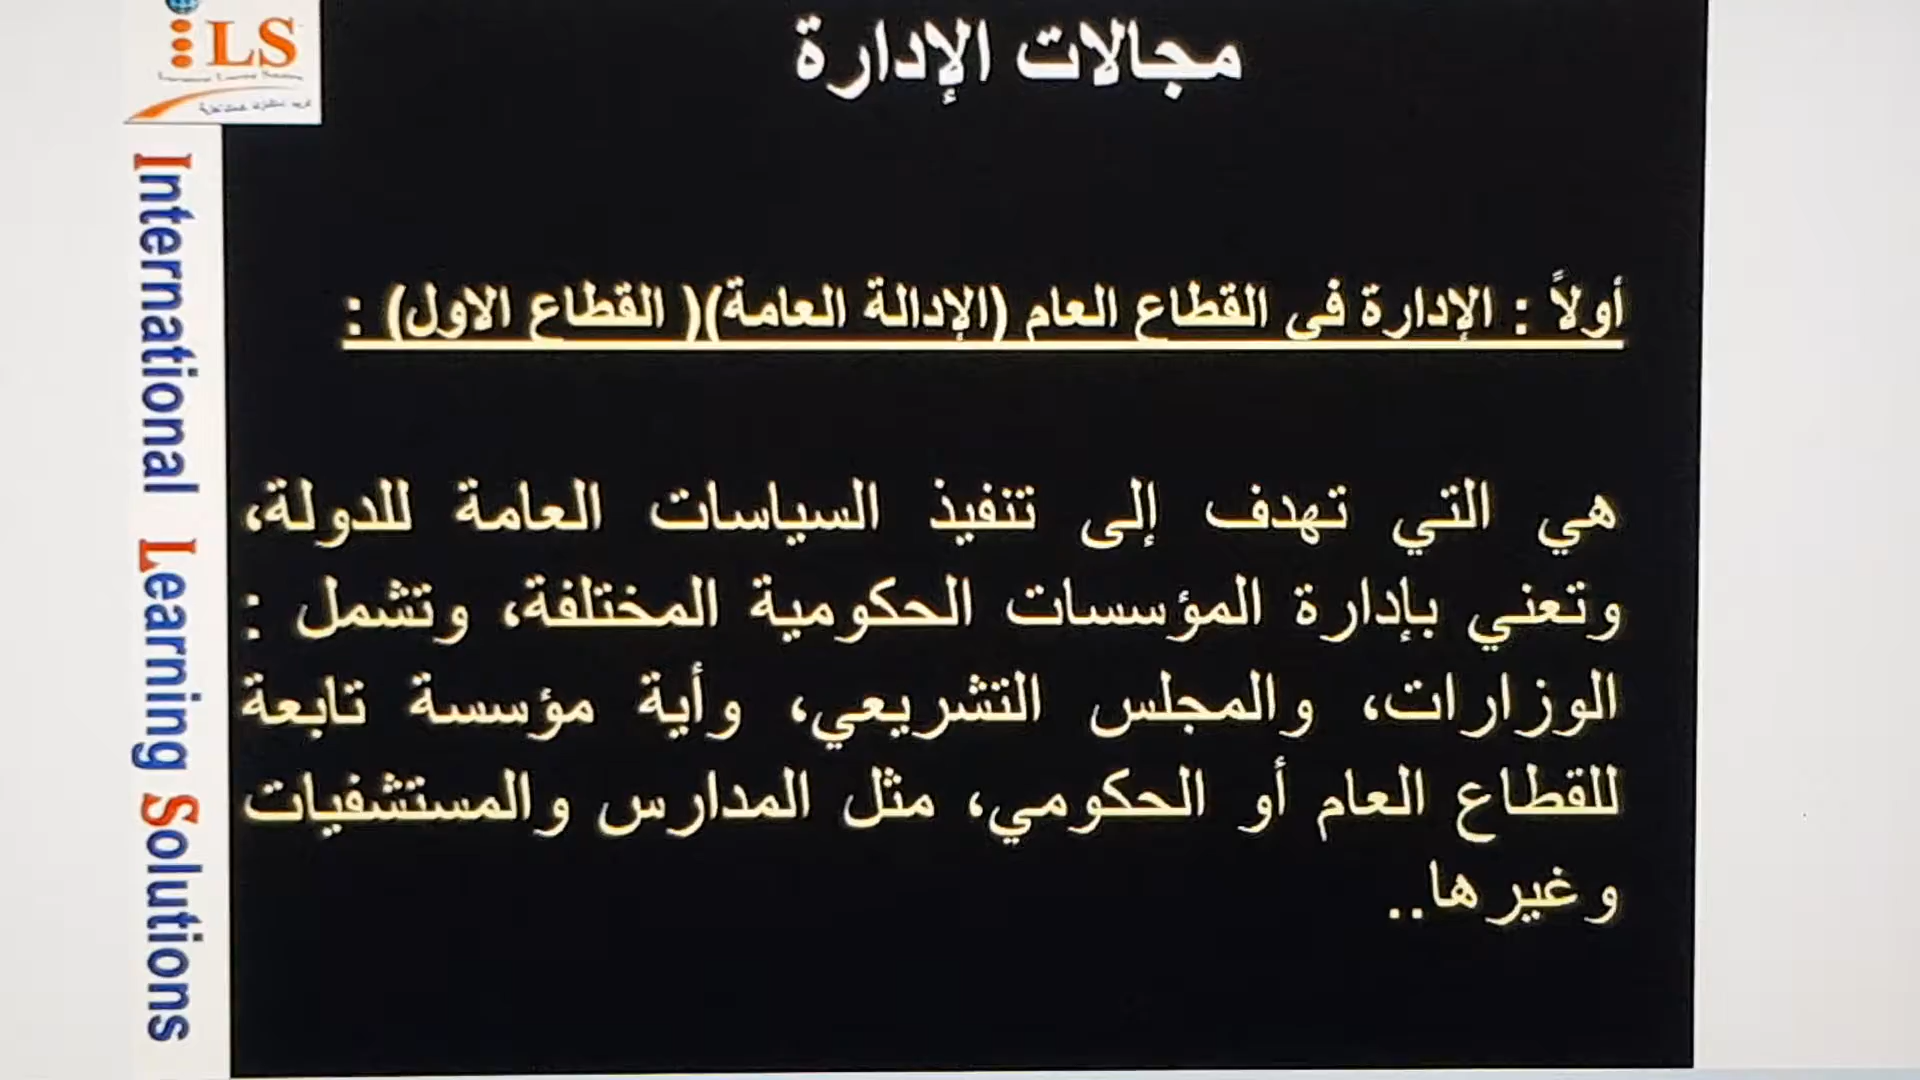 LS
مجالات الإدارة
أولاً : الإدارة في القطاع العام (الإدالة العامة)( القطاع الاول) :
هي التي تهدف إلى تنفيذ السياسات العامة للدولة،
وتعني بإدارة المؤسسات الحكومية المختلفة، وتشمل :
الوزارات، والمجلس التشريعي، وأية مؤسسة تابعة
للقطاع العام أو الحكومي، مثل المدارس والمستشفيات
وغيرها..
International Learning Solutions